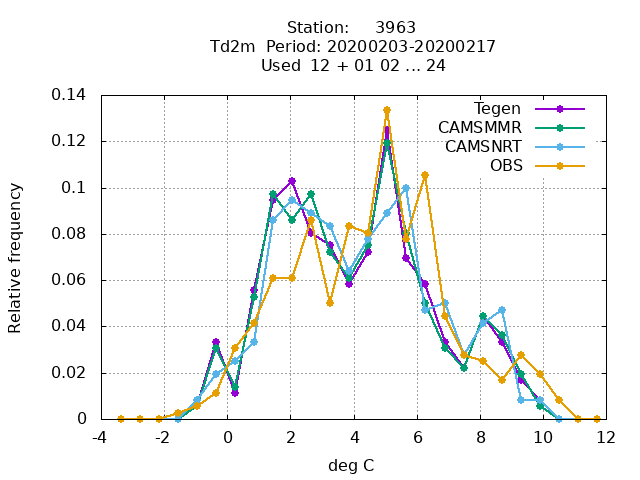 Station:     3963
Td2m  Period: 20200203-20200217
Used  12 + 01 02 ... 24
0.14
0.12
0.1
0.08
0.06
0.04
0.02
0
Relative frequency
Tegen
CAMSMMR
CAMSNRT
OBS
-4 -2 0 2 4 6 8 10 12
deg C